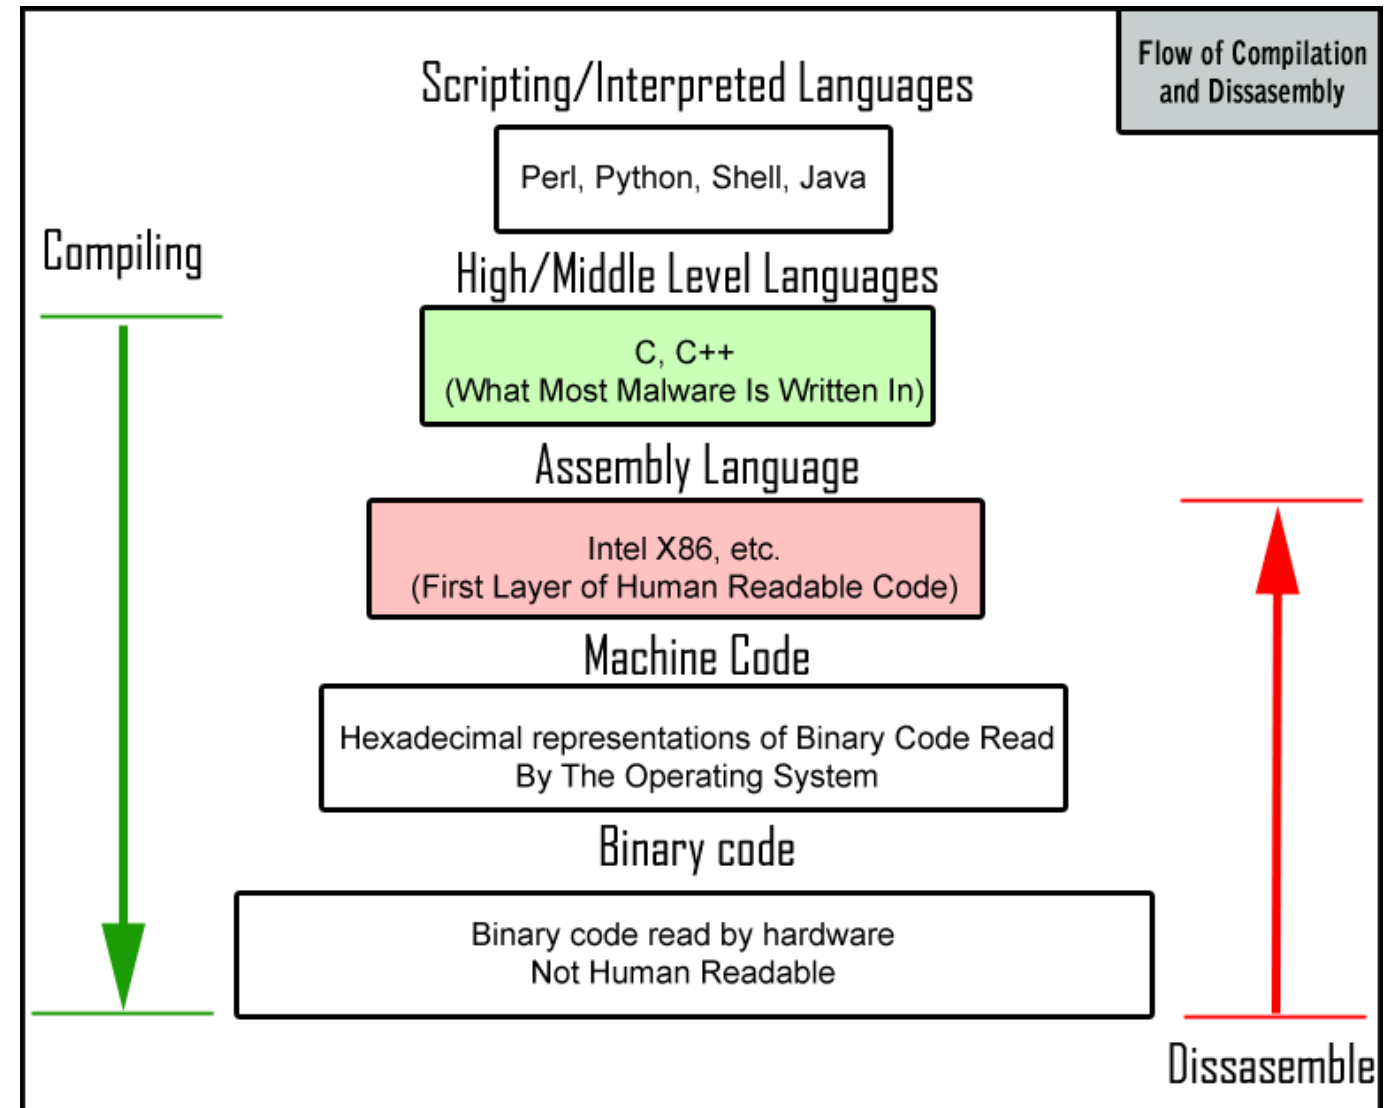 Flow of Compilation
and Dissasembly
Scripting/Interpreted Languages
Perl, Python, Shell, Java
Compiling
High/Middle Level Languages
C, C++
(What Most Malware Is Written In)
Assembly Language
Intel X86, etc.
(First Layer of Human Readable Code)
Machine Code
Hexadecimal representations of Binary Code Read
By The Operating System
Binary code
Binary code read by hardware
Not Human Readable
Dissasemble